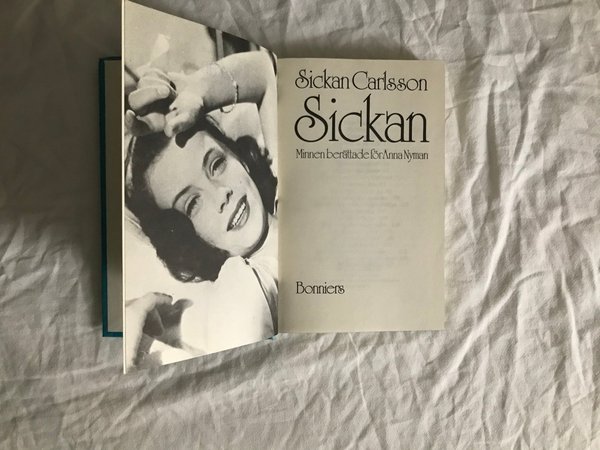 Sickan Carlsson
Sickan
Minnen berättade för Anna Nyman
Bonniers